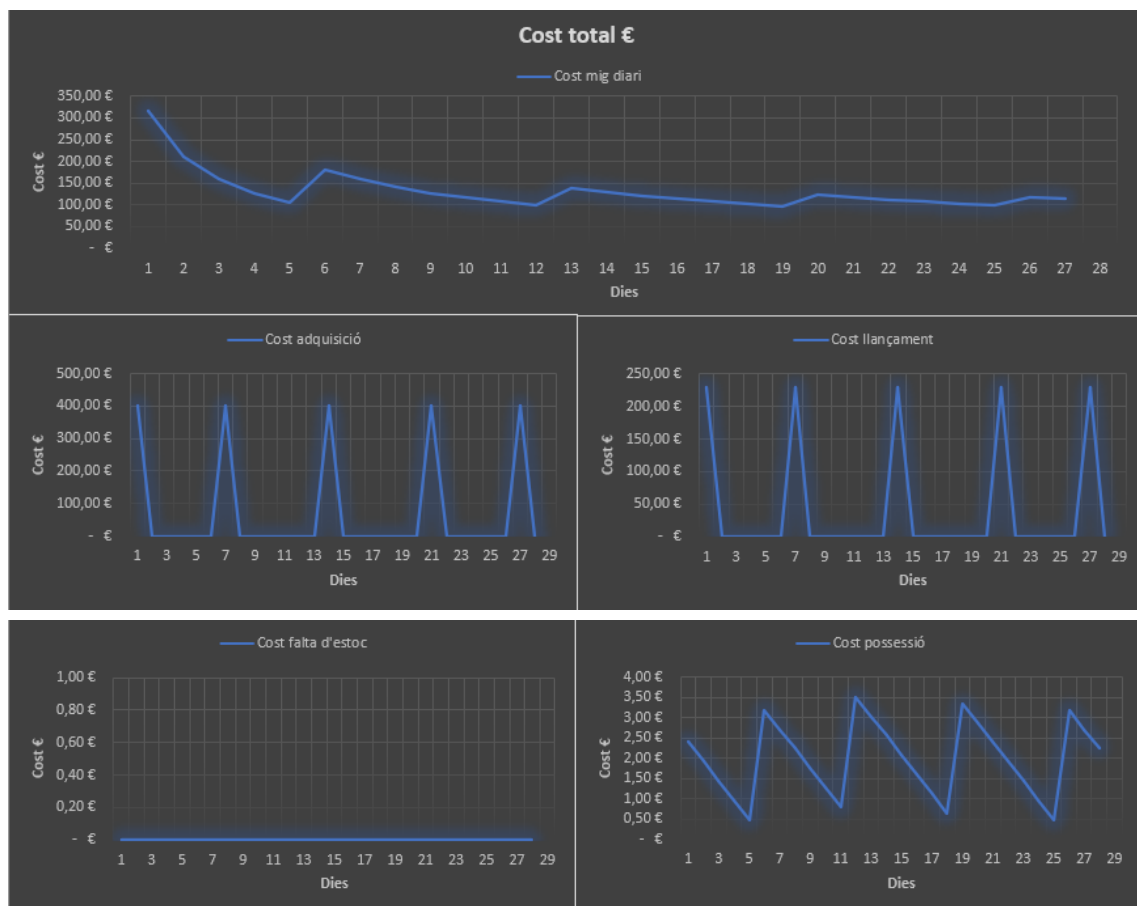 Cost total €
Cost mig diari
350,00 €
300,00 €
250,00 €
200,00 €
150,00 €
100,00 €
50,00 €
- €
Cost €
1 2 3 4 5 6 7 8 9 10 11 12 13 14 15 16 17 18 19 20 21 22 23 24 25 26 27 28
Dies
Cost adquisició
500,00 €
400,00 €
300,00 €
200,00 €
100,00 €
- €
Cost €
1 3 5 7 9 11 13 15 17 19 21 23 25 27 29
Dies
Cost llançament
250,00 €
200,00 €
150,00 €
100,00 €
50,00 €
- €
Cost €
1 3 5 7 9 11 13 15 17 19 21 23 25 27 29
Dies
Cost falta d'estoc
1,00 €
0,80 €
0,60 €
0,40 €
0,20 €
- €
Cost €
1 3 5 7 9 11 13 15 17 19 21 23 25 27 29
Dies
Cost possessió
4,00 €
3,50 €
3,00 €
2,50 €
2,00 €
1,50 €
1,00 €
0,50 €
- €
Cost €
1 3 5 7 9 11 13 15 17 19 21 23 25 27 29
Dies